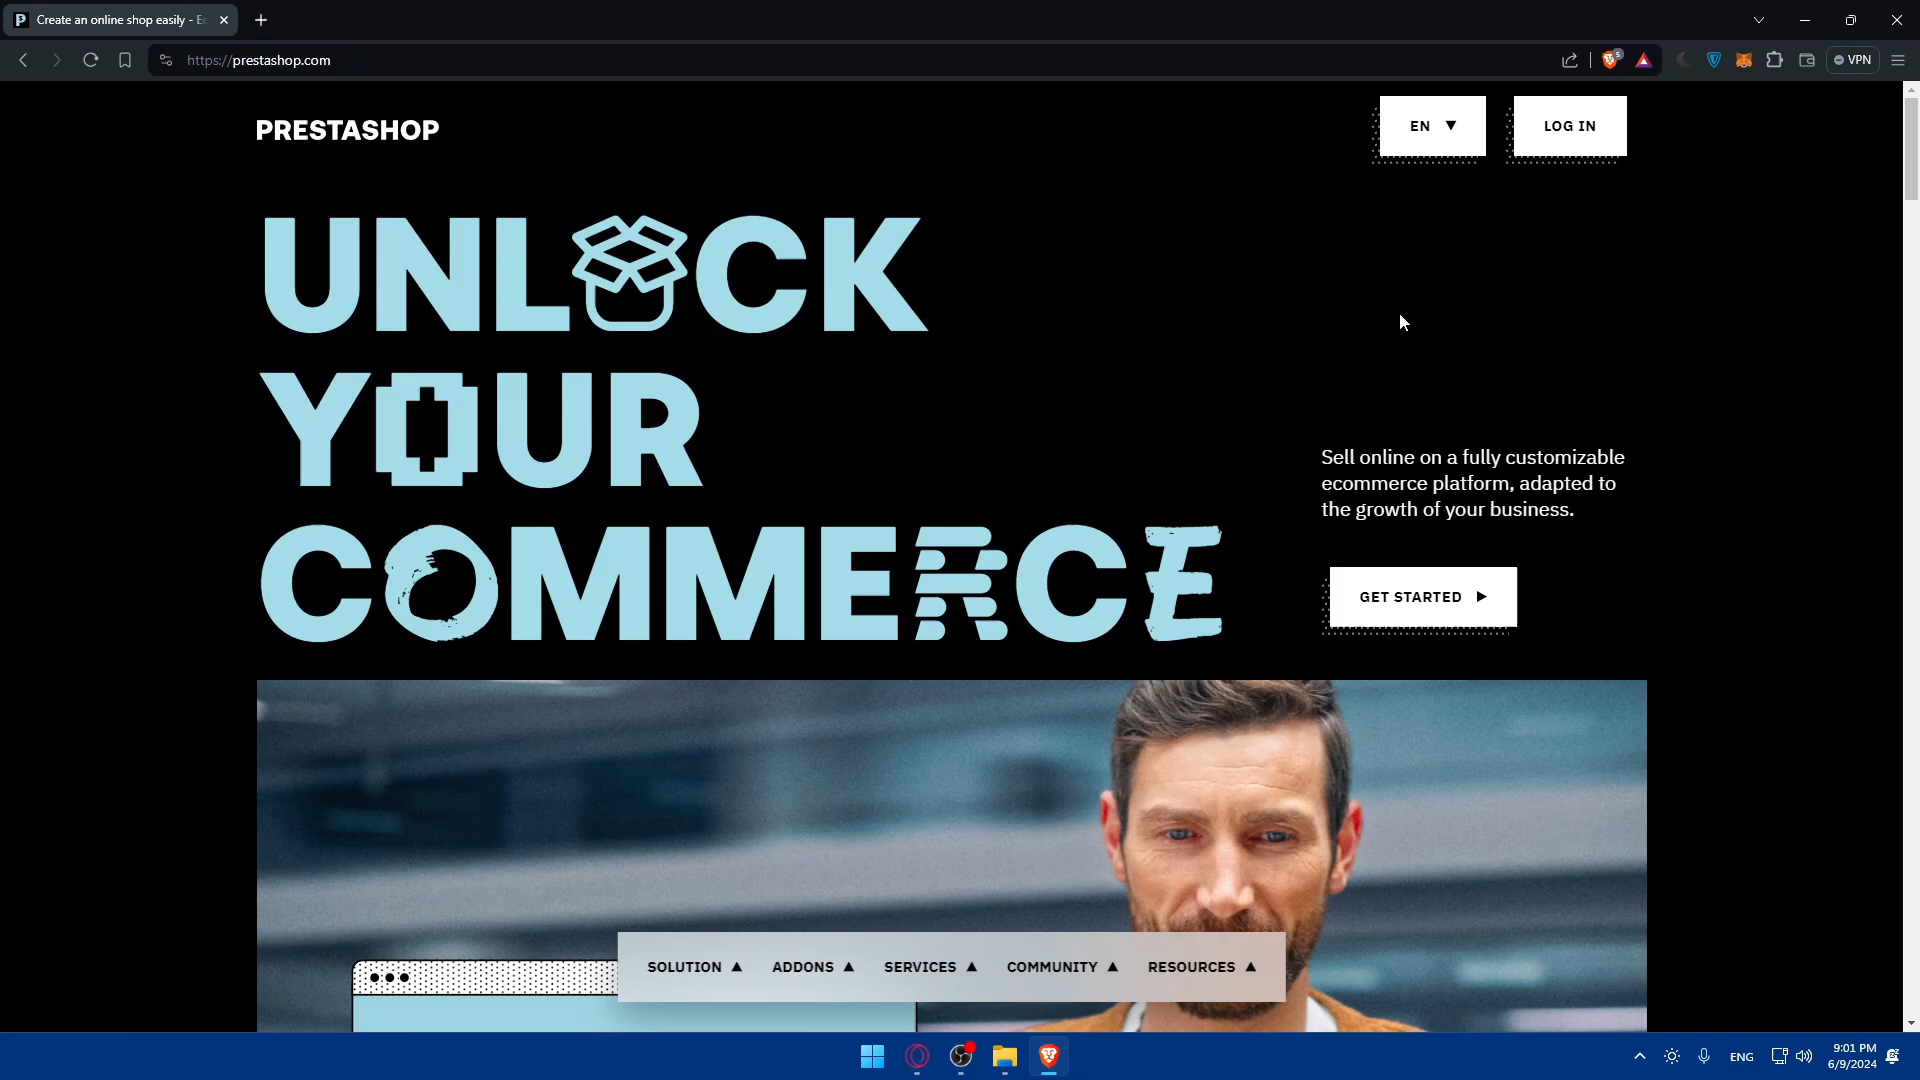 Create an online shop easily - Ec
https://prestashop.com
5
VPN
PRESTASHOP
EN
LOG IN
UNLOCK
YOUR
COMMERCE
Sell online on a fully customizable
ecommerce platform, adapted to
the growth of your business.
GET STARTED
SOLUTION ADDONS SERVICES COMMUNITY RESOURCES
ENG
9:01 PM
6/9/2024